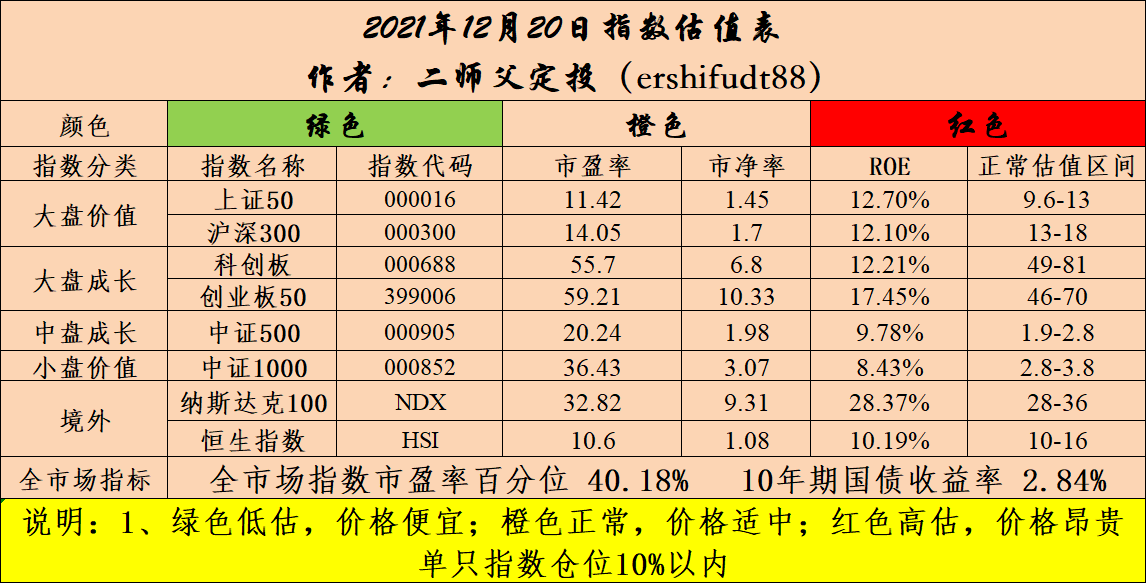 2021年12月20日指数估值表
作者：二师父定投（ershifudt88）
颜色 绿色 橙色 红色
指数分类 指数名称 指数代码 市盈率 市净率 ROE 正常估值区间
大盘价值 上证50 000016 11.42 1.45 12.70% 9.6-13
沪深300 000300 14.05 1.7 12.10% 13-18
大盘成长 科创板 000688 55.7 6.8 12.21% 49-81
创业板50 399006 59.21 10.33 17.45% 46-70
中盘成长 中证500 000905 20.24 1.98 9.78% 1.9-2.8
小盘价值 中证1000 000852 36.43 3.07 8.43% 2.8-3.8
境外 纳斯达克100 NDX 32.82 9.31 28.37% 28-36
恒生指数 HSI 10.6 1.08 10.19% 10-16
全市场指标 全市场指数市盈率百分位 40.18% 10年期国债收益率 2.84%
说明：1、绿色低估，价格便宜；橙色正常，价格适中；红色高估，价格昂贵
单只指数仓位10%以内